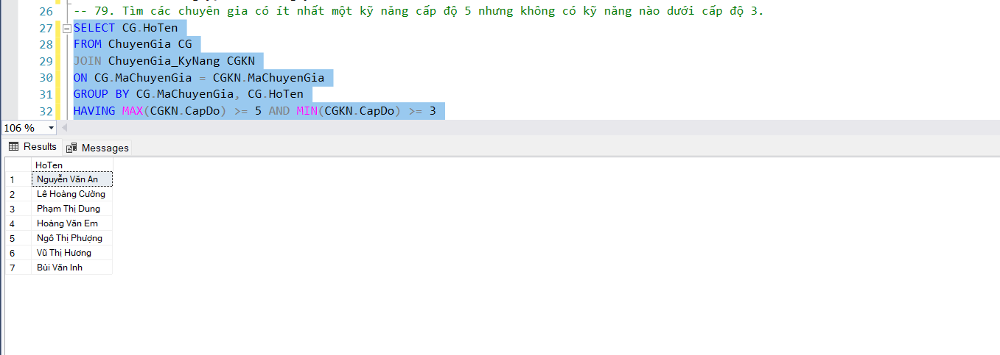 26 -- 79. Tìm các chuyên gia có ít nhất một kỹ năng cấp độ 5 nhưng không có kỹ năng nào dưới cấp độ 3.
27 SELECT CG.HoTen
28 FROM ChuyenGia CG
29 JOIN ChuyenGia_KyNang CGKN
30 ON CG.MaChuyenGia = CGKN.MaChuyenGia
31 GROUP BY CG.MaChuyenGia, CG.HoTen
32 HAVING MAX(CGKN.CapDo) >= 5 AND MIN(CGKN.CapDo) >= 3
106 %
Results Messages
HoTen
1 Nguyễn Văn An
2 Lê Hoàng Cường
3 Phạm Thị Dung
4 Hoàng Văn Em
5 Ngô Thị Phượng
6 Vũ Thị Hương
7 Bùi Văn Inh